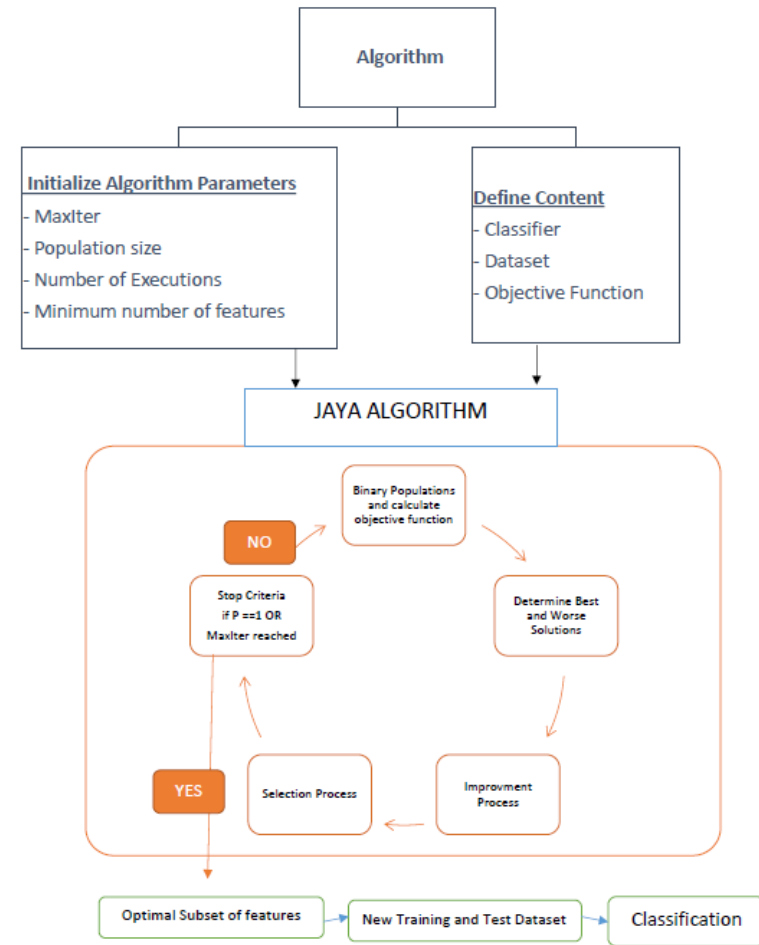 Algorithm
Initialize Algorithm Parameters
- MaxIter
- Population size
- Number of Executions
- Minimum number of features
Define Content
- Classifier
- Dataset
- Objective Function
JAYA ALGORITHM
Binary Populations
and calculate
objective function
NO
Stop Criteria
if P ==1 OR
MaxIter reached
Determine Best
and Worse
Solutions
YES
Selection Process
Improvment
Process
Optimal Subset of features
New Training and Test Dataset
Classification